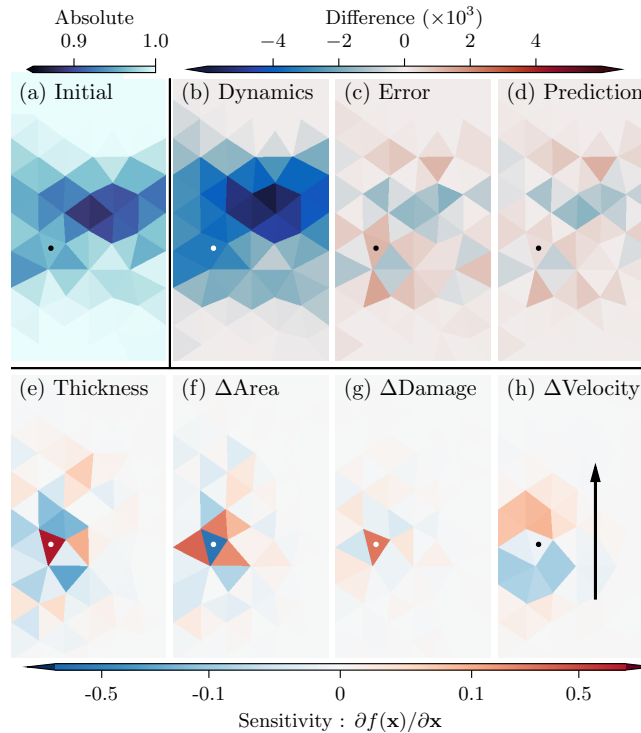 Absolute
Difference (×10³)
0.9 1.0
−4 −2 0 2 4
(a) Initial
(b) Dynamics
(c) Error
(d) Prediction
(e) Thickness
(f) ΔArea
(g) ΔDamage
(h) ΔVelocity
-0.5 -0.1 0 0.1 0.5
Sensitivity : ∂f(x)/∂x